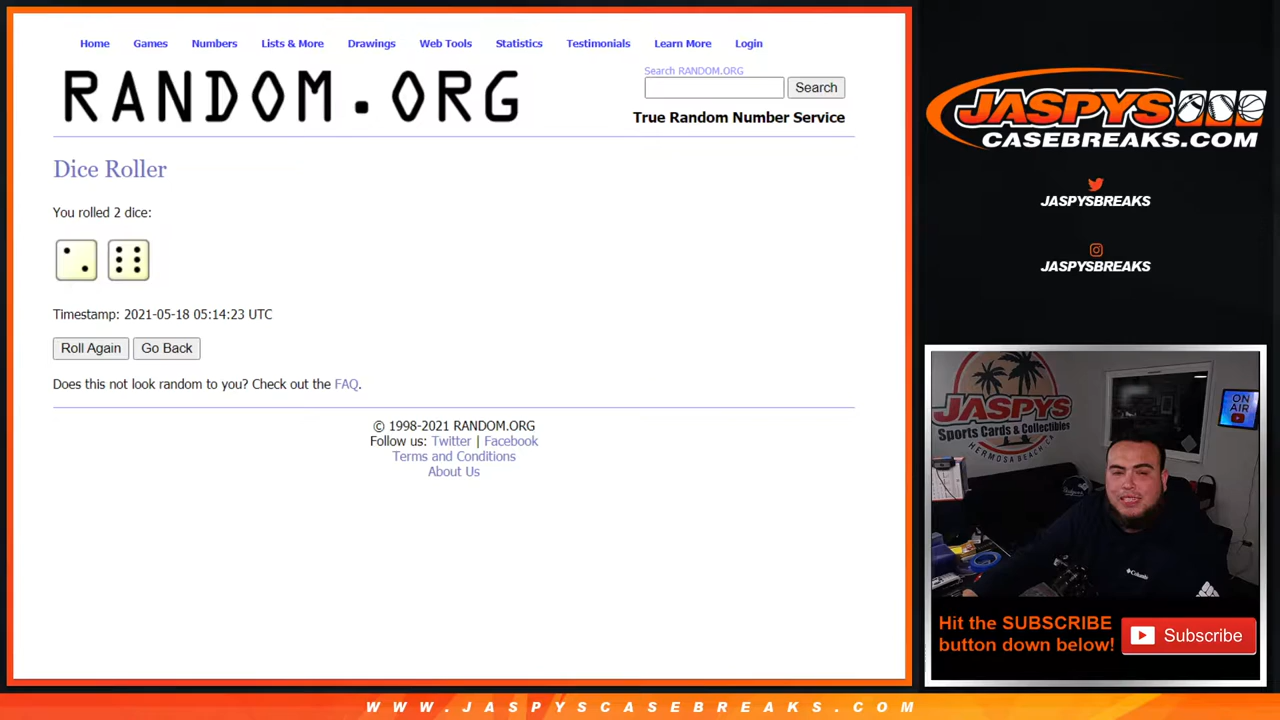 Home Games Numbers Lists & More Drawings Web Tools Statistics Testimonials Learn More Login
RANDOM.ORG
Search RANDOM.ORG
Search
True Random Number Service
Dice Roller
You rolled 2 dice:
Timestamp: 2021-05-18 05:14:23 UTC
Roll Again Go Back
Does this not look random to you? Check out the FAQ.
© 1998-2021 RANDOM.ORG
Follow us: Twitter | Facebook
Terms and Conditions
About Us
JASPYS
CASEBREAKS.COM
JASPYSBREAKS
JASPYSBREAKS
JASPYS
Sports Cards & Collectibles
HERMOSA BEACH, CA
ON
AIR
Columbia
Hit the SUBSCRIBE
button down below!
Subscribe
WWW.JASPYSCASEBREAKS.COM